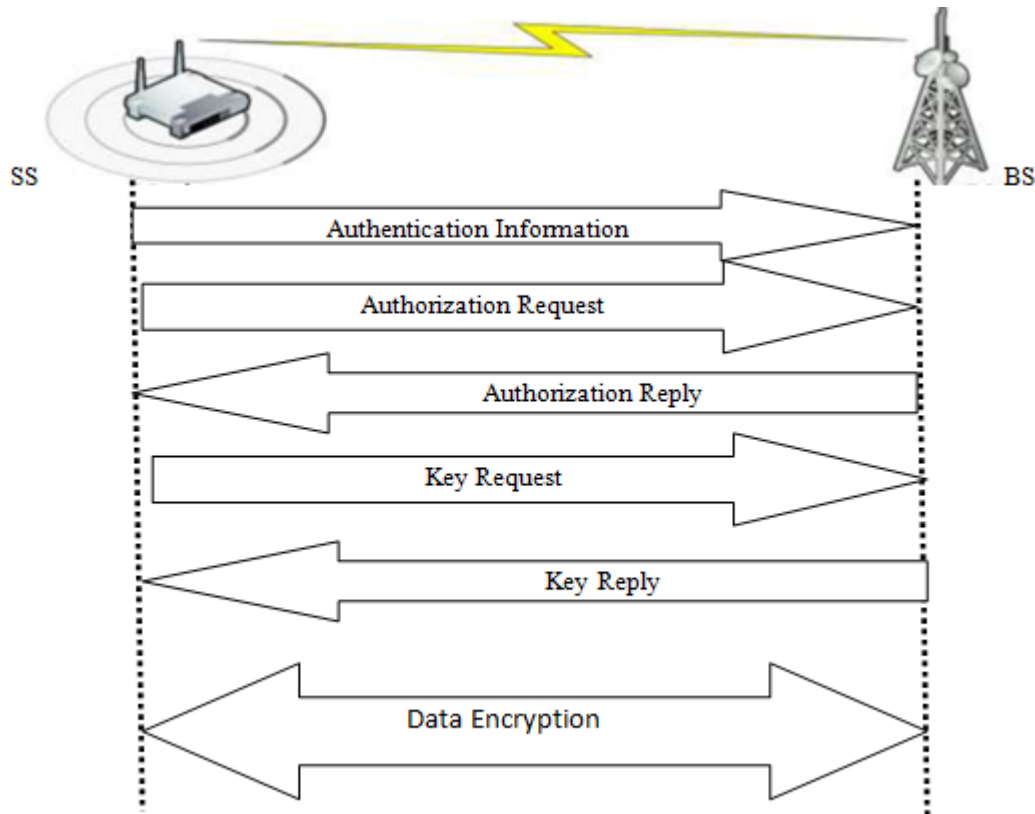 SS
BS
Authentication Information
Authorization Request
Authorization Reply
Key Request
Key Reply
Data Encryption